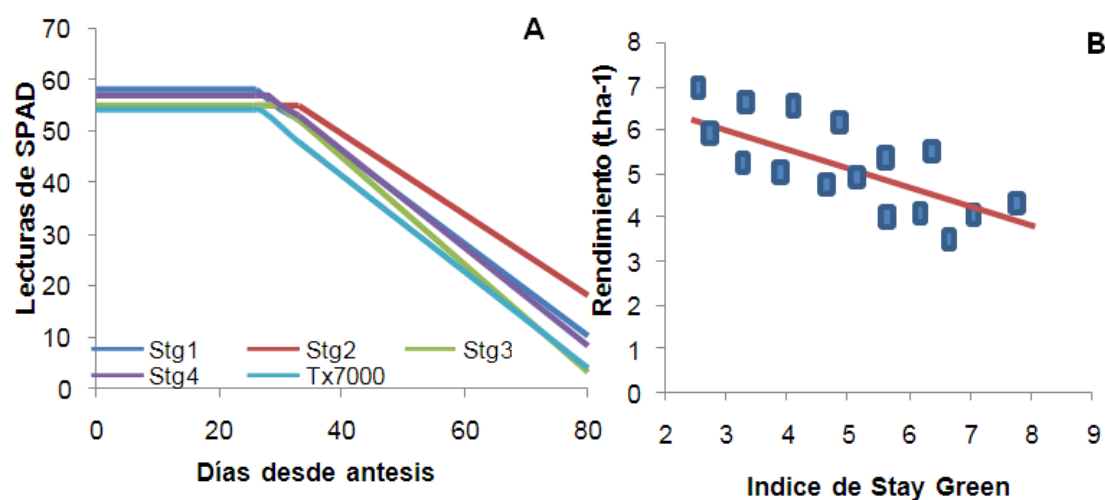 A
Lecturas de SPAD
70
60
50
40
30
20
10
0
Stg1 Stg2 Stg3
Stg4 Tx7000
0 20 40 60 80
Días desde antesis
B
Rendimiento (t.ha-1)
8
7
6
5
4
3
2
1
0
2 3 4 5 6 7 8 9
Indice de Stay Green